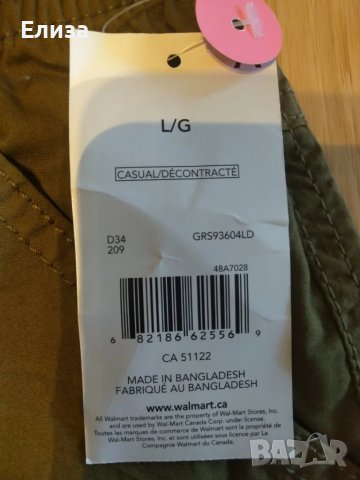 Елиза
L/G
CASUAL/DÉCONTRACTÉ
D34 GRS93604LD
209
48A7028
6 82186 62556 9
CA 51122
MADE IN BANGLADESH
FABRIQUÉ AU BANGLADESH
www.walmart.ca
All Walmart trademarks are the property of Wal-Mart Stores, Inc.
and are used by Wal-Mart Canada Corp. under license.
Toutes les marques de commerce de Walmart sont la propriété de
Wal-Mart Stores, Inc. et sont utilisées sous licence par La
Compagnie Walmart du Canada.
BAZAR